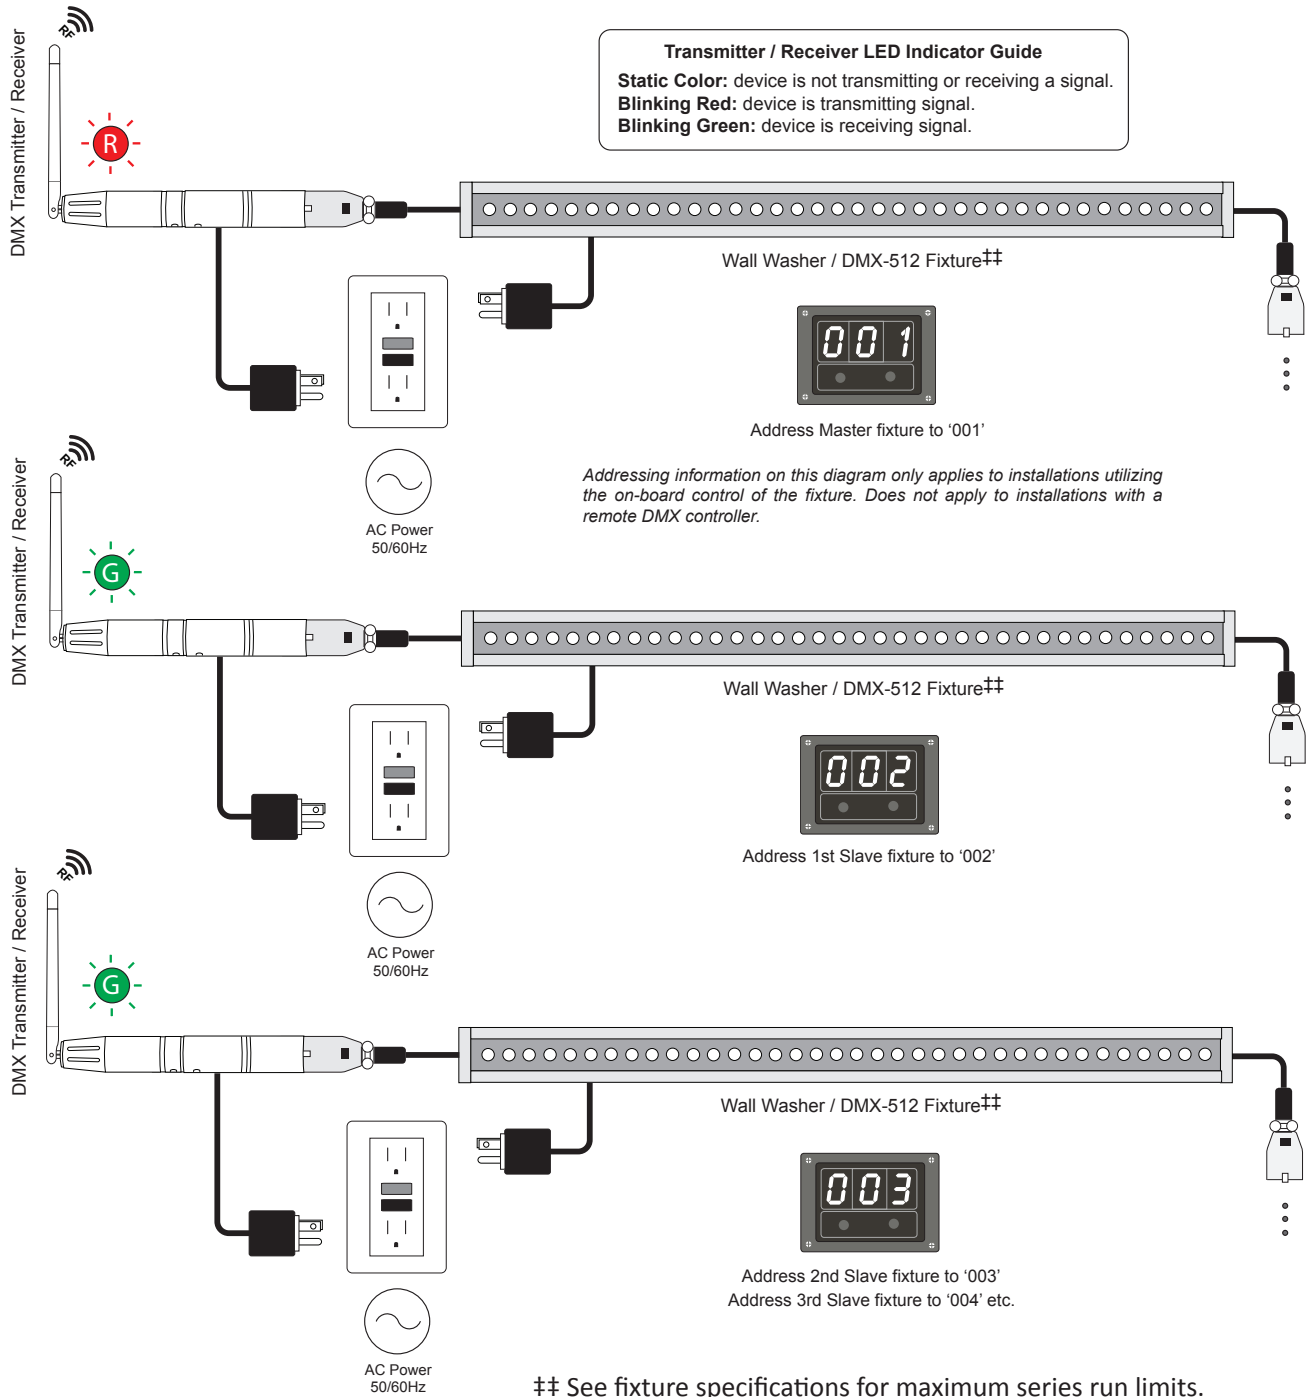 RF
DMX Transmitter / Receiver
R
Transmitter / Receiver LED Indicator Guide
Static Color: device is not transmitting or receiving a signal.
Blinking Red: device is transmitting signal.
Blinking Green: device is receiving signal.
Wall Washer / DMX-512 Fixture‡‡
001
Address Master fixture to ‘001’
Addressing information on this diagram only applies to installations utilizing
the on-board control of the fixture. Does not apply to installations with a
remote DMX controller.
AC Power
50/60Hz
RF
DMX Transmitter / Receiver
G
Wall Washer / DMX-512 Fixture‡‡
002
Address 1st Slave fixture to ‘002’
AC Power
50/60Hz
RF
DMX Transmitter / Receiver
G
Wall Washer / DMX-512 Fixture‡‡
003
Address 2nd Slave fixture to ‘003’
Address 3rd Slave fixture to ‘004’ etc.
AC Power
50/60Hz
‡‡ See fixture specifications for maximum series run limits.